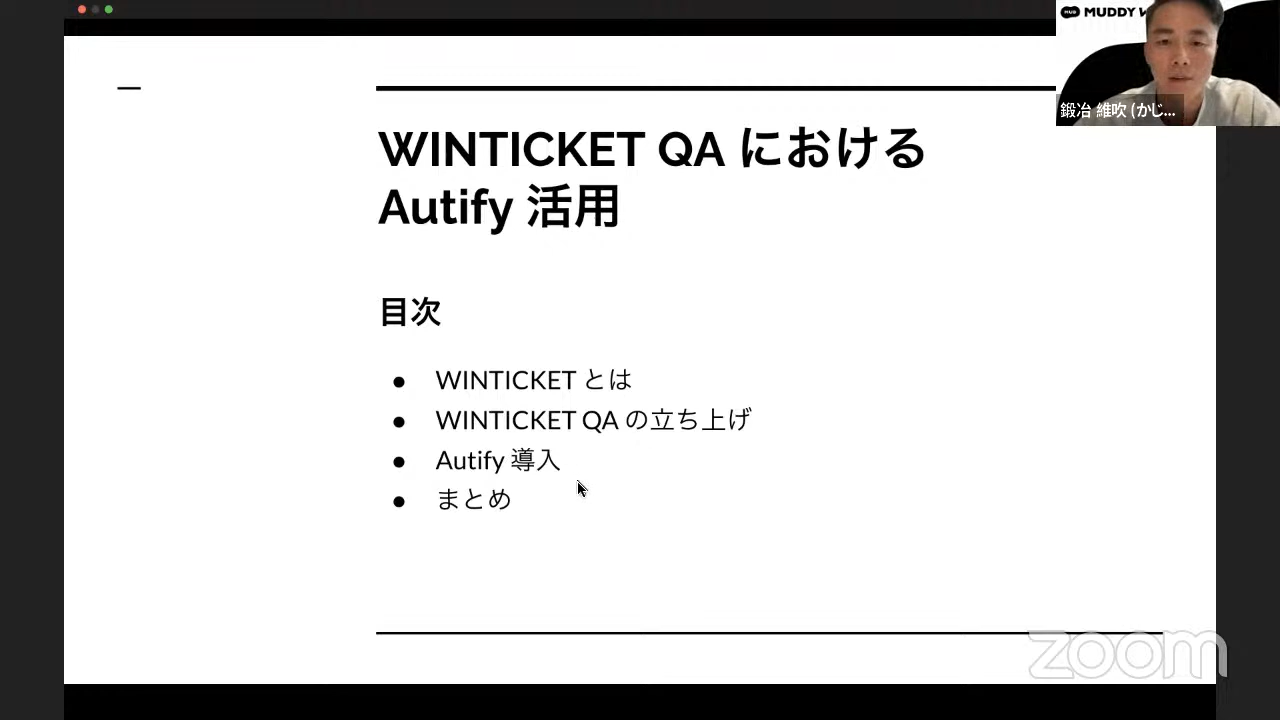 MUDDY W
鍛冶 維吹 (かじ...
WINTICKET QA における
Autify 活用
目次
● WINTICKET とは
● WINTICKET QA の立ち上げ
● Autify 導入
● まとめ
zoom